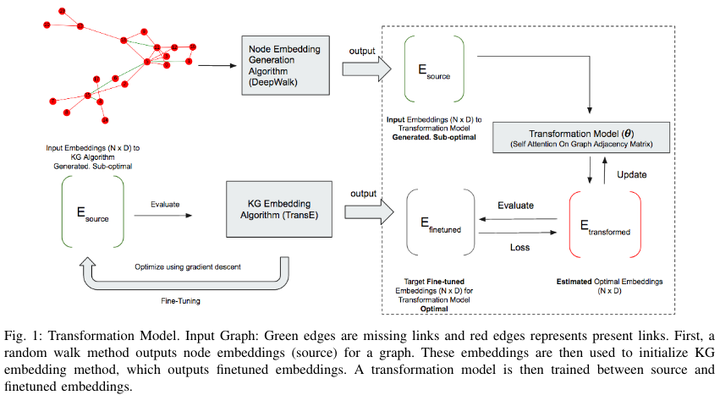 Node Embedding
Generation
Algorithm
(DeepWalk)
output
E source
Input Embeddings (N x D) to
Transformation Model
Generated. Sub-optimal
Transformation Model (θ)
(Self Attention On Graph Adjacency Matrix)
Update
Input Embeddings (N x D) to
KG Algorithm
Generated. Sub-optimal
E source
Evaluate
KG Embedding
Algorithm (TransE)
output
E finetuned
Evaluate
Loss
E transformed
Optimize using gradient descent
Fine-Tuning
Target Fine-tuned
Embeddings (N x D) for
Transformation Model
Optimal
Estimated Optimal Embeddings
(N x D)
Fig. 1: Transformation Model. Input Graph: Green edges are missing links and red edges represents present links. First, a
random walk method outputs node embeddings (source) for a graph. These embeddings are then used to initialize KG
embedding method, which outputs finetuned embeddings. A transformation model is then trained between source and
finetuned embeddings.